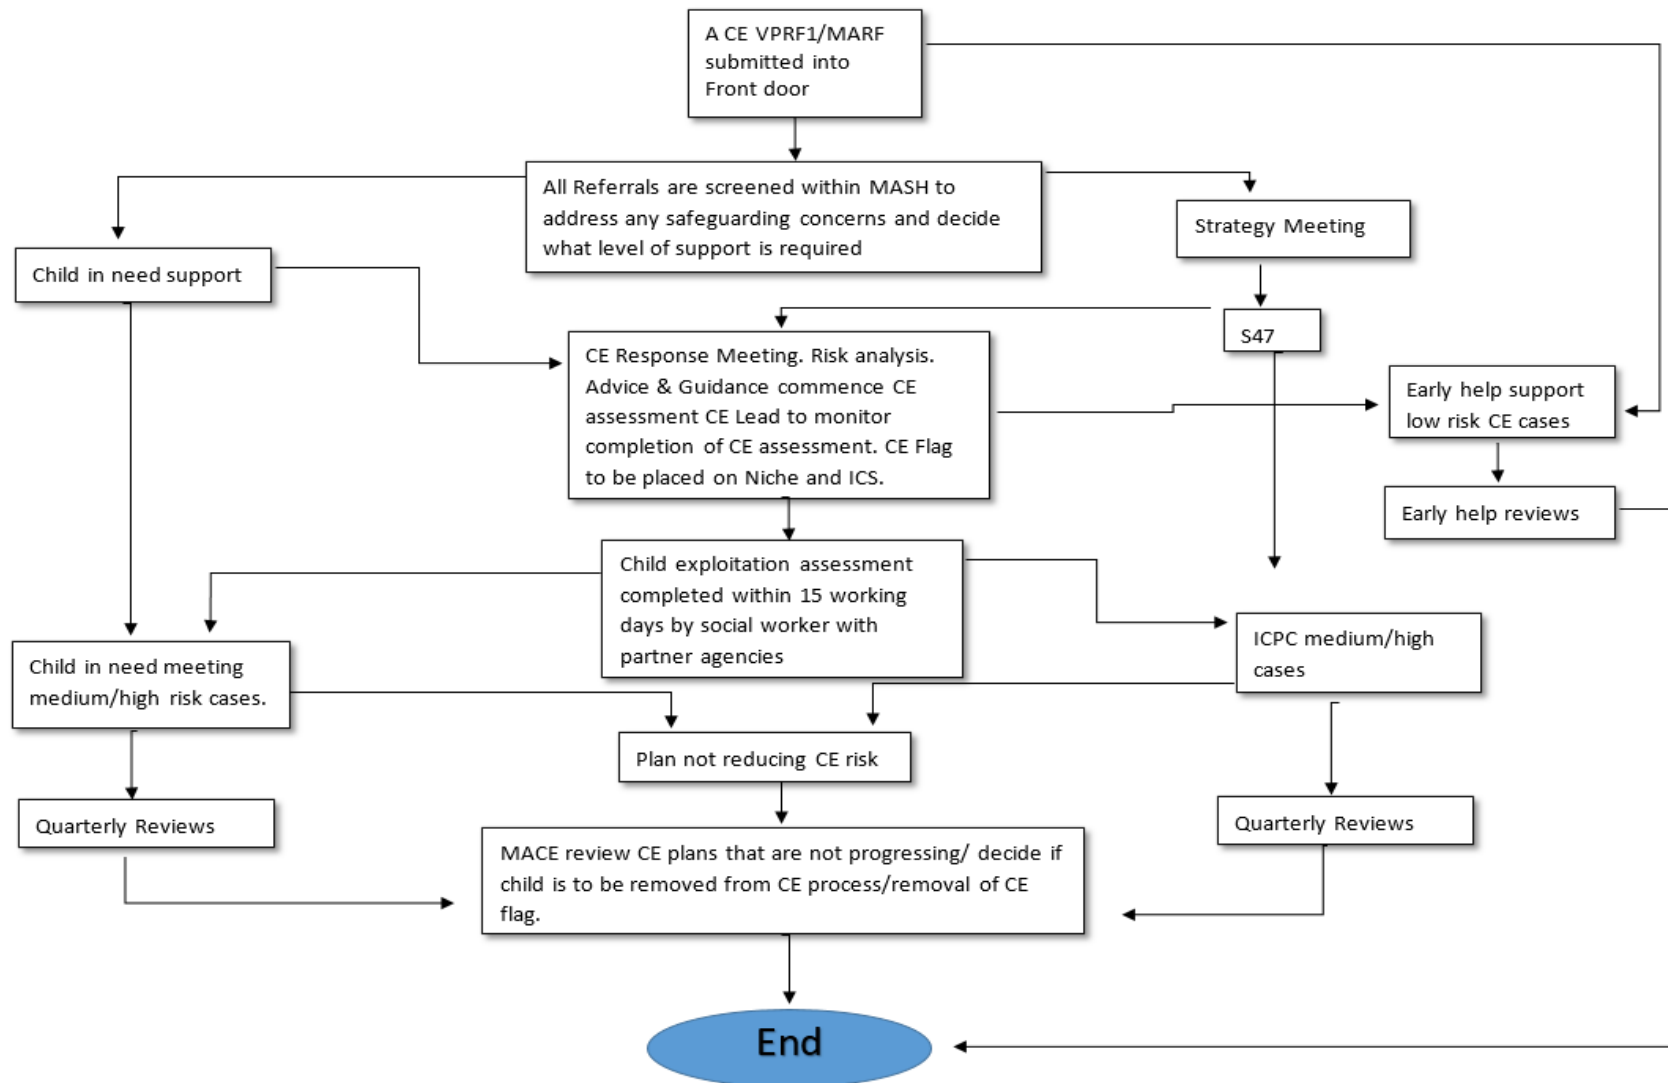 A CE VPRF1/MARF
submitted into
Front door
All Referrals are screened within MASH to
address any safeguarding concerns and decide
what level of support is required
Strategy Meeting
Child in need support
S47
CE Response Meeting. Risk analysis.
Advice & Guidance commence CE
assessment CE Lead to monitor
completion of CE assessment. CE Flag
to be placed on Niche and ICS.
Early help support
low risk CE cases
Early help reviews
Child exploitation assessment
completed within 15 working
days by social worker with
partner agencies
Child in need meeting
medium/high risk cases.
ICPC medium/high
cases
Plan not reducing CE risk
Quarterly Reviews
Quarterly Reviews
MACE review CE plans that are not progressing/ decide if
child is to be removed from CE process/removal of CE
flag.
End